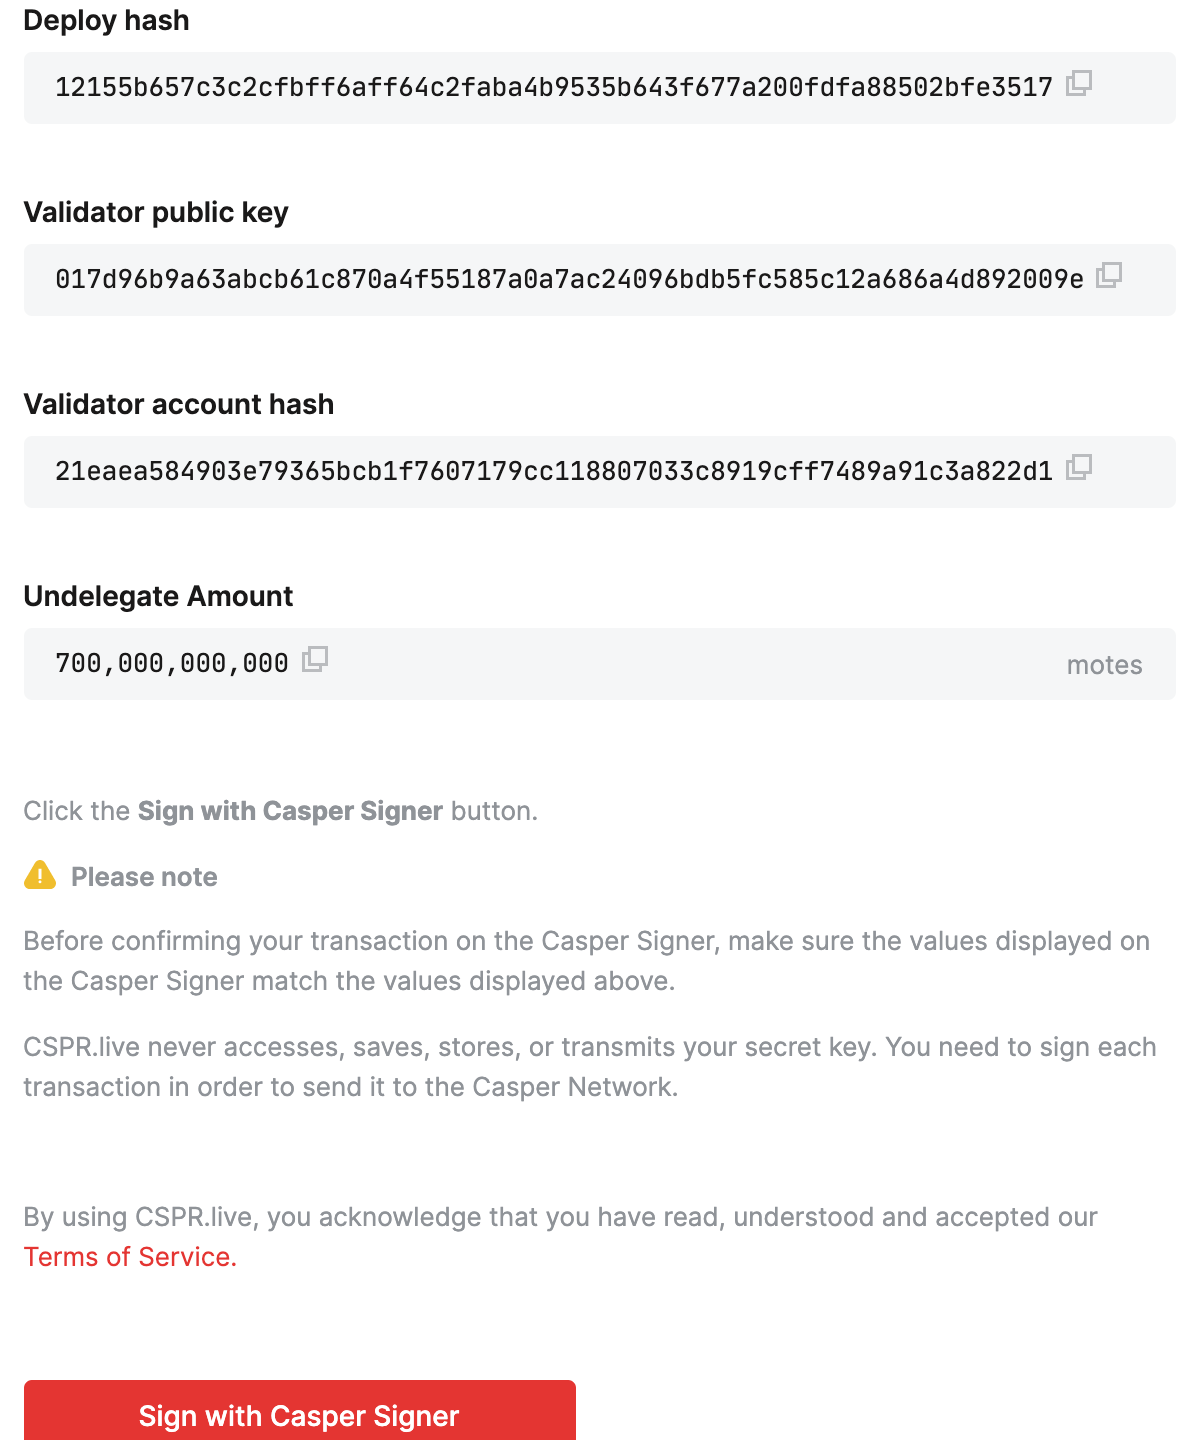 Deploy hash
12155b657c3c2cfbff6aff64c2faba4b9535b643f677a200fdfa88502bfe3517
Validator public key
017d96b9a63abcb61c870a4f55187a0a7ac24096bdb5fc585c12a686a4d892009e
Validator account hash
21eaea584903e79365bcb1f7607179cc118807033c8919cff7489a91c3a822d1
Undelegate Amount
700,000,000,000
motes
Click the Sign with Casper Signer button.
Please note
Before confirming your transaction on the Casper Signer, make sure the values displayed on
the Casper Signer match the values displayed above.
CSPR.live never accesses, saves, stores, or transmits your secret key. You need to sign each
transaction in order to send it to the Casper Network.
By using CSPR.live, you acknowledge that you have read, understood and accepted our
Terms of Service.
Sign with Casper Signer